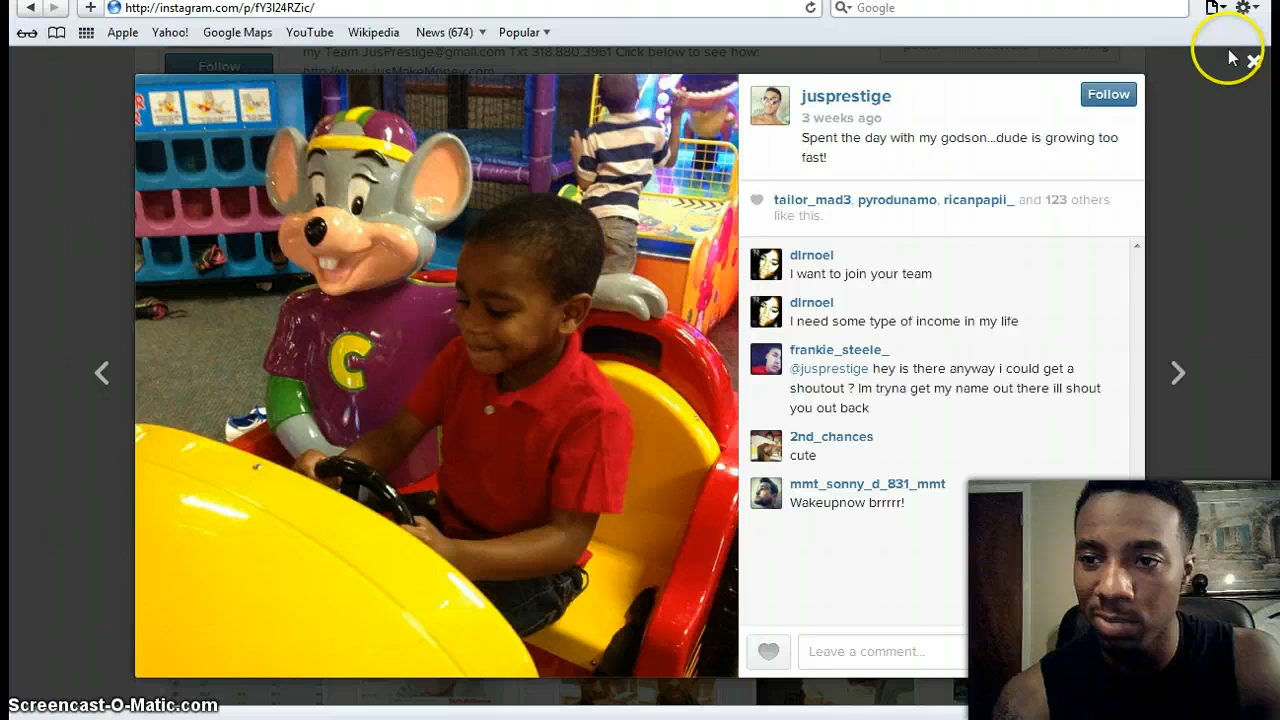 http://instagram.com/p/fY3I24RZic/
Google
Apple Yahoo! Google Maps YouTube Wikipedia News (674) Popular
my Team JusPrestige@gmail.com Txt 318.880.3961 Click below to see how:
Follow
http://www.jusMakeMoney.com
jusprestige
Follow
3 weeks ago
Spent the day with my godson...dude is growing too
fast!
tailor_mad3, pyrodunamo, ricanpapii_ and 123 others
like this.
dlrnoel
I want to join your team
dlrnoel
I need some type of income in my life
frankie_steele_
@jusprestige hey is there anyway i could get a
shoutout ? Im tryna get my name out there ill shout
you out back
2nd_chances
cute
mmt_sonny_d_831_mmt
Wakeupnow brrrrr!
Leave a comment...
C
Screencast-O-Matic.com